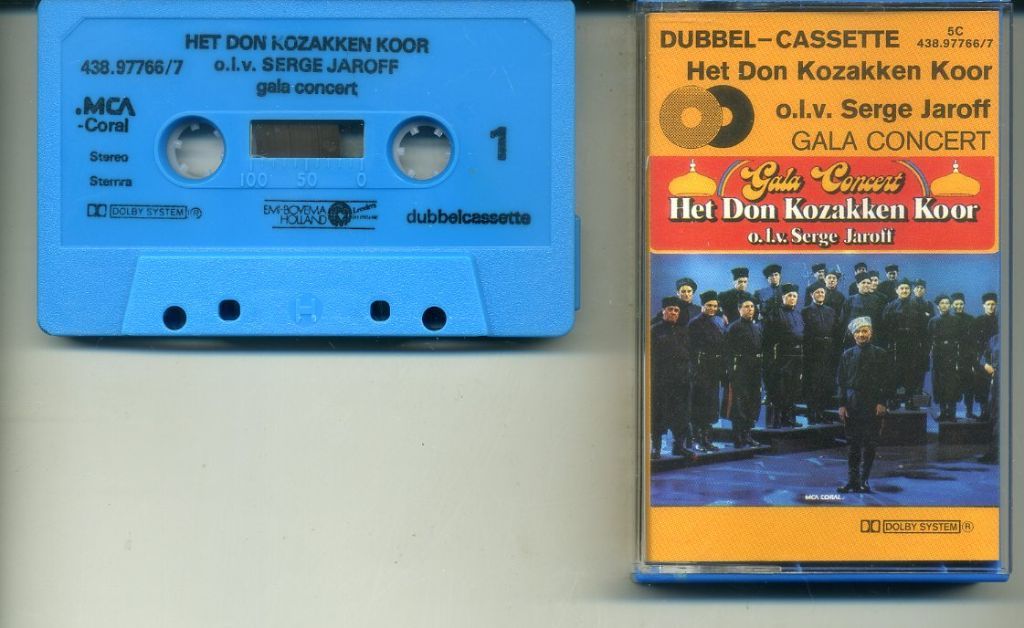 HET DON KOZAKKEN KOOR
438.97766/7
o.l.v. SERGE JAROFF
gala concert
.MCA
-Coral
1
Stereo
Stemra
100 50 0
DOLBY SYSTEM ®
EMI-BOVEMA
HOLLAND
dubbelcassette
H
DUBBEL-CASSETTE
5C
438.97766/7
Het Don Kozakken Koor
o.l.v. Serge Jaroff
GALA CONCERT
Gala Concert
Het Don Kozakken Koor
o.l.v. Serge Jaroff
MCA CORAL
DOLBY SYSTEM ®